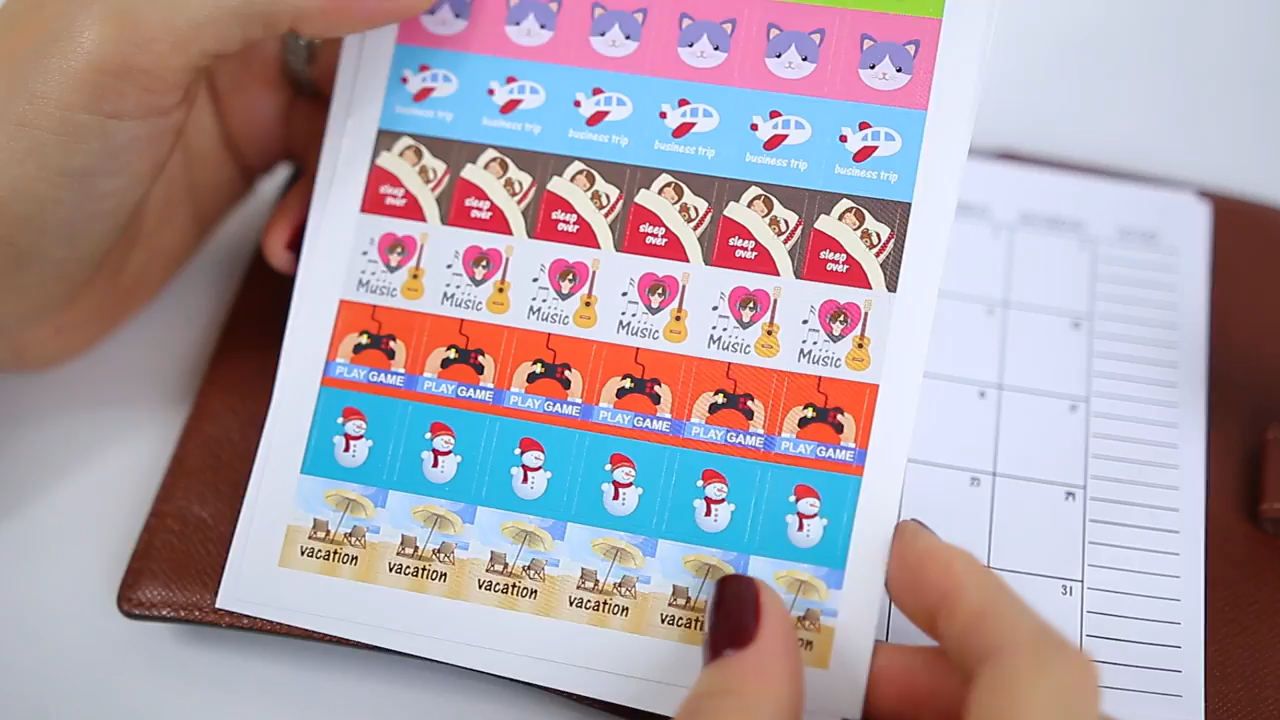 business trip business trip business trip business trip business trip business trip
sleep over sleep over sleep over sleep over sleep over sleep over
Music Music Music Music Music Music
PLAY GAME PLAY GAME PLAY GAME PLAY GAME PLAY GAME PLAY GAME
vacation vacation vacation vacation
31